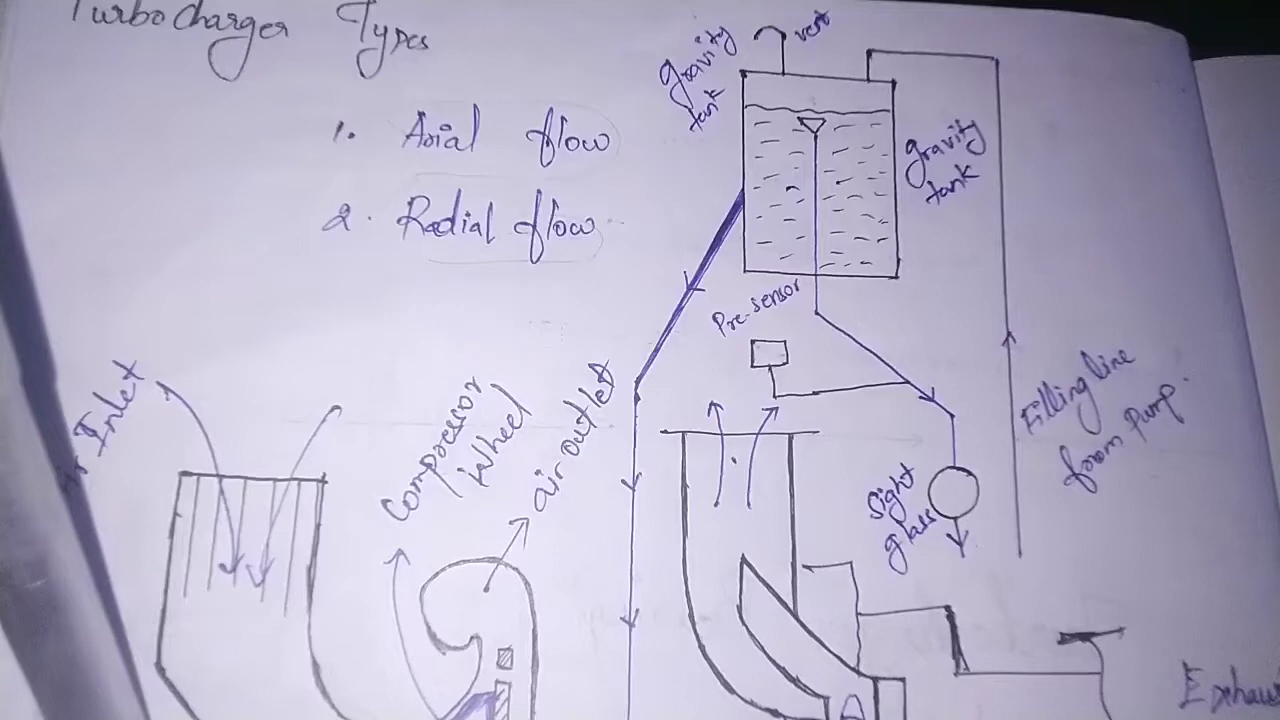 Turbocharger Types
1. Axial flow
2. Radial flow
gravity
tank
vent
gravity
tank
Pre-sensor
Filling line
from Pump.
Sight
glass
Inlet
Compressor
Wheel
air outlet